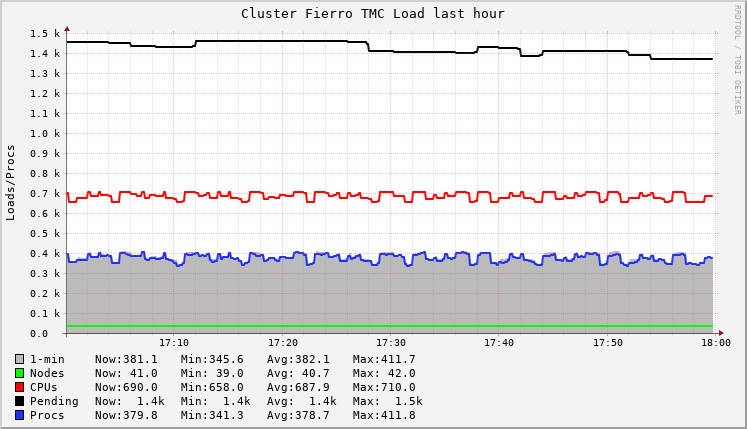 Cluster Fierro TMC Load last hour
RRDTOOL / TOBI OETIKER
Loads/Procs
1.5 k
1.4 k
1.3 k
1.2 k
1.1 k
1.0 k
0.9 k
0.8 k
0.7 k
0.6 k
0.5 k
0.4 k
0.3 k
0.2 k
0.1 k
0.0
17:10 17:20 17:30 17:40 17:50 18:00
1-min Now:381.1 Min:345.6 Avg:382.1 Max:411.7
Nodes Now: 41.0 Min: 39.0 Avg: 40.7 Max: 42.0
CPUs Now:690.0 Min:658.0 Avg:687.9 Max:710.0
Pending Now: 1.4k Min: 1.4k Avg: 1.4k Max: 1.5k
Procs Now:379.8 Min:341.3 Avg:378.7 Max:411.8